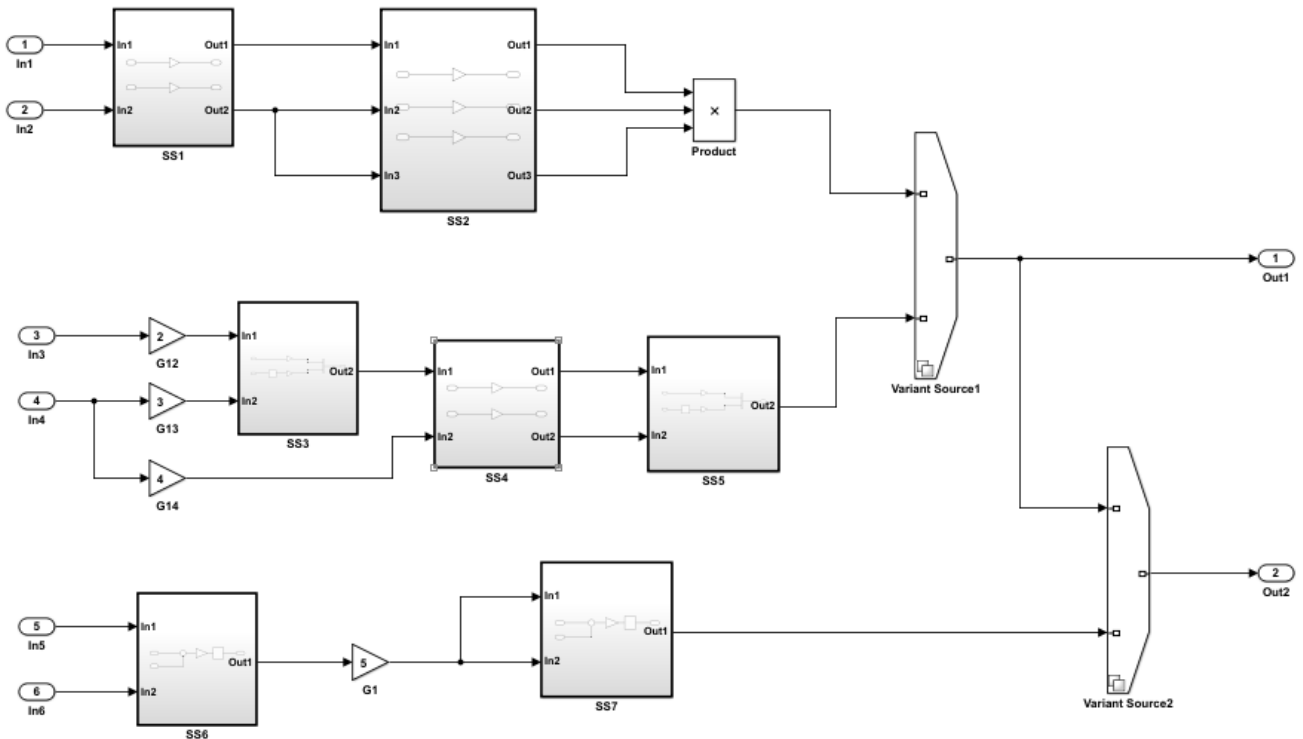 1
In1
2
In2
In1
In2
Out1
Out2
SS1
In1
In2
In3
Out1
Out2
Out3
SS2
×
Product
Variant Source1
1
Out1
3
In3
4
In4
2
G12
3
G13
4
G14
In1
In2
Out2
SS3
In1
In2
Out1
Out2
SS4
In1
In2
Out2
SS5
5
In5
6
In6
In1
In2
Out1
SS6
5
G1
In1
In2
Out1
SS7
Variant Source2
2
Out2